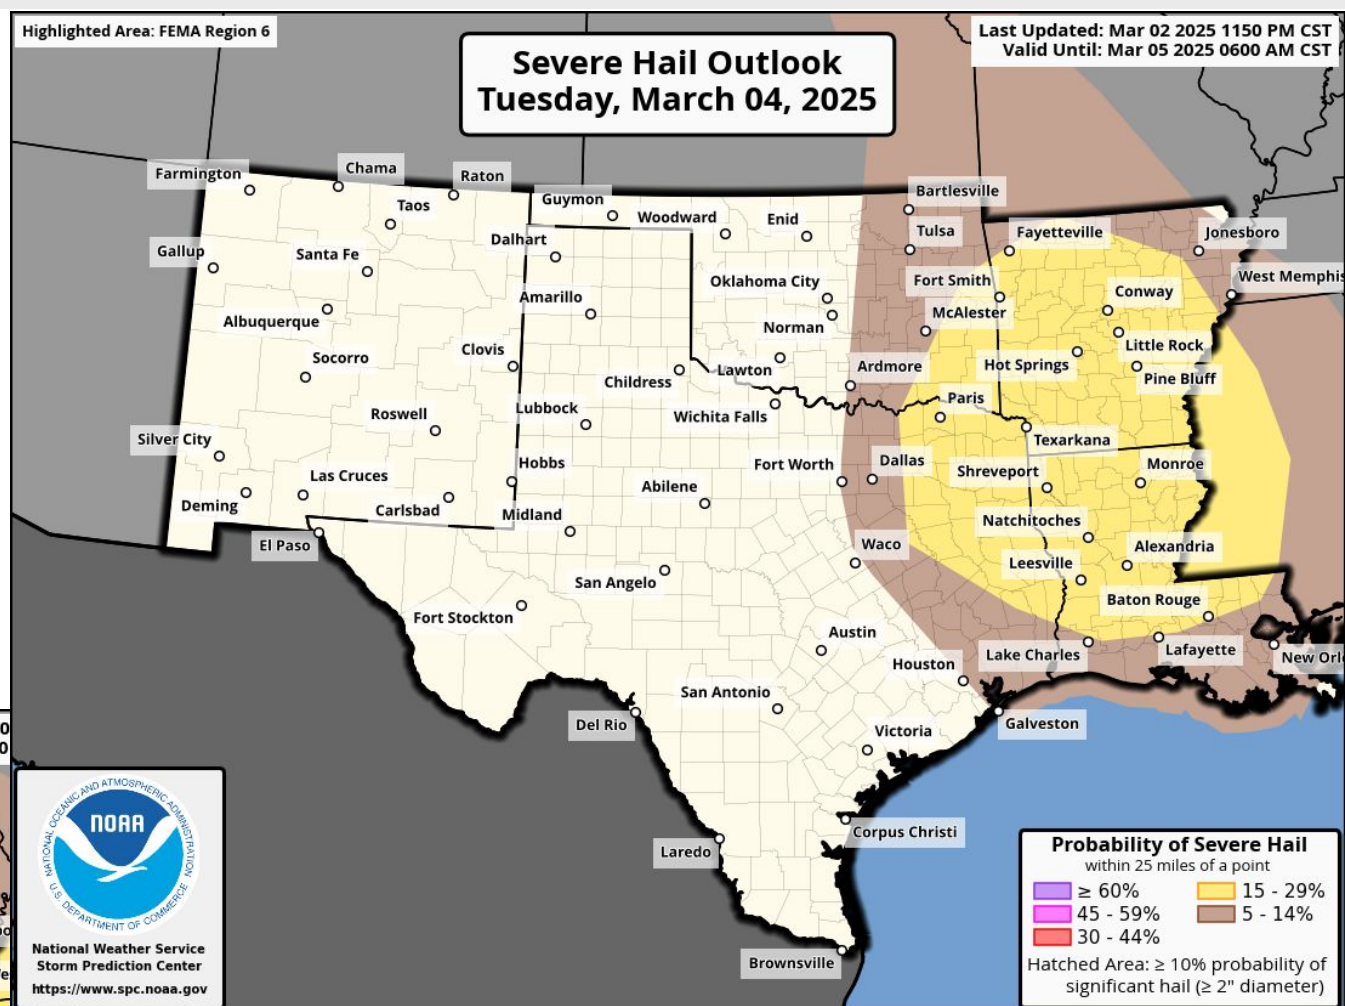 Highlighted Area: FEMA Region 6
Last Updated: Mar 02 2025 1150 PM CST
Valid Until: Mar 05 2025 0600 AM CST
Severe Hail Outlook
Tuesday, March 04, 2025
Farmington
Chama
Raton
Taos
Guymon
Woodward
Enid
Bartlesville
Tulsa
Fayetteville
Jonesboro
Gallup
Santa Fe
Dalhart
Oklahoma City
Fort Smith
West Memphis
Albuquerque
Amarillo
Norman
McAlester
Conway
Little Rock
Socorro
Clovis
Childress
Lawton
Ardmore
Hot Springs
Pine Bluff
Roswell
Lubbock
Wichita Falls
Paris
Texarkana
Silver City
Las Cruces
Hobbs
Abilene
Fort Worth
Dallas
Shreveport
Monroe
Deming
Carlsbad
Midland
Natchitoches
El Paso
San Angelo
Waco
Leesville
Alexandria
Fort Stockton
Austin
Baton Rouge
Houston
Lake Charles
Lafayette
New Orl
San Antonio
Del Rio
Victoria
Galveston
Laredo
Corpus Christi
Brownsville
0
0
NOAA
NATIONAL OCEANIC AND ATMOSPHERIC ADMINISTRATION
U.S. DEPARTMENT OF COMMERCE
National Weather Service
Storm Prediction Center
https://www.spc.noaa.gov
Probability of Severe Hail
within 25 miles of a point
≥ 60%
15 - 29%
45 - 59%
5 - 14%
30 - 44%
Hatched Area: ≥ 10% probability of
significant hail (≥ 2" diameter)